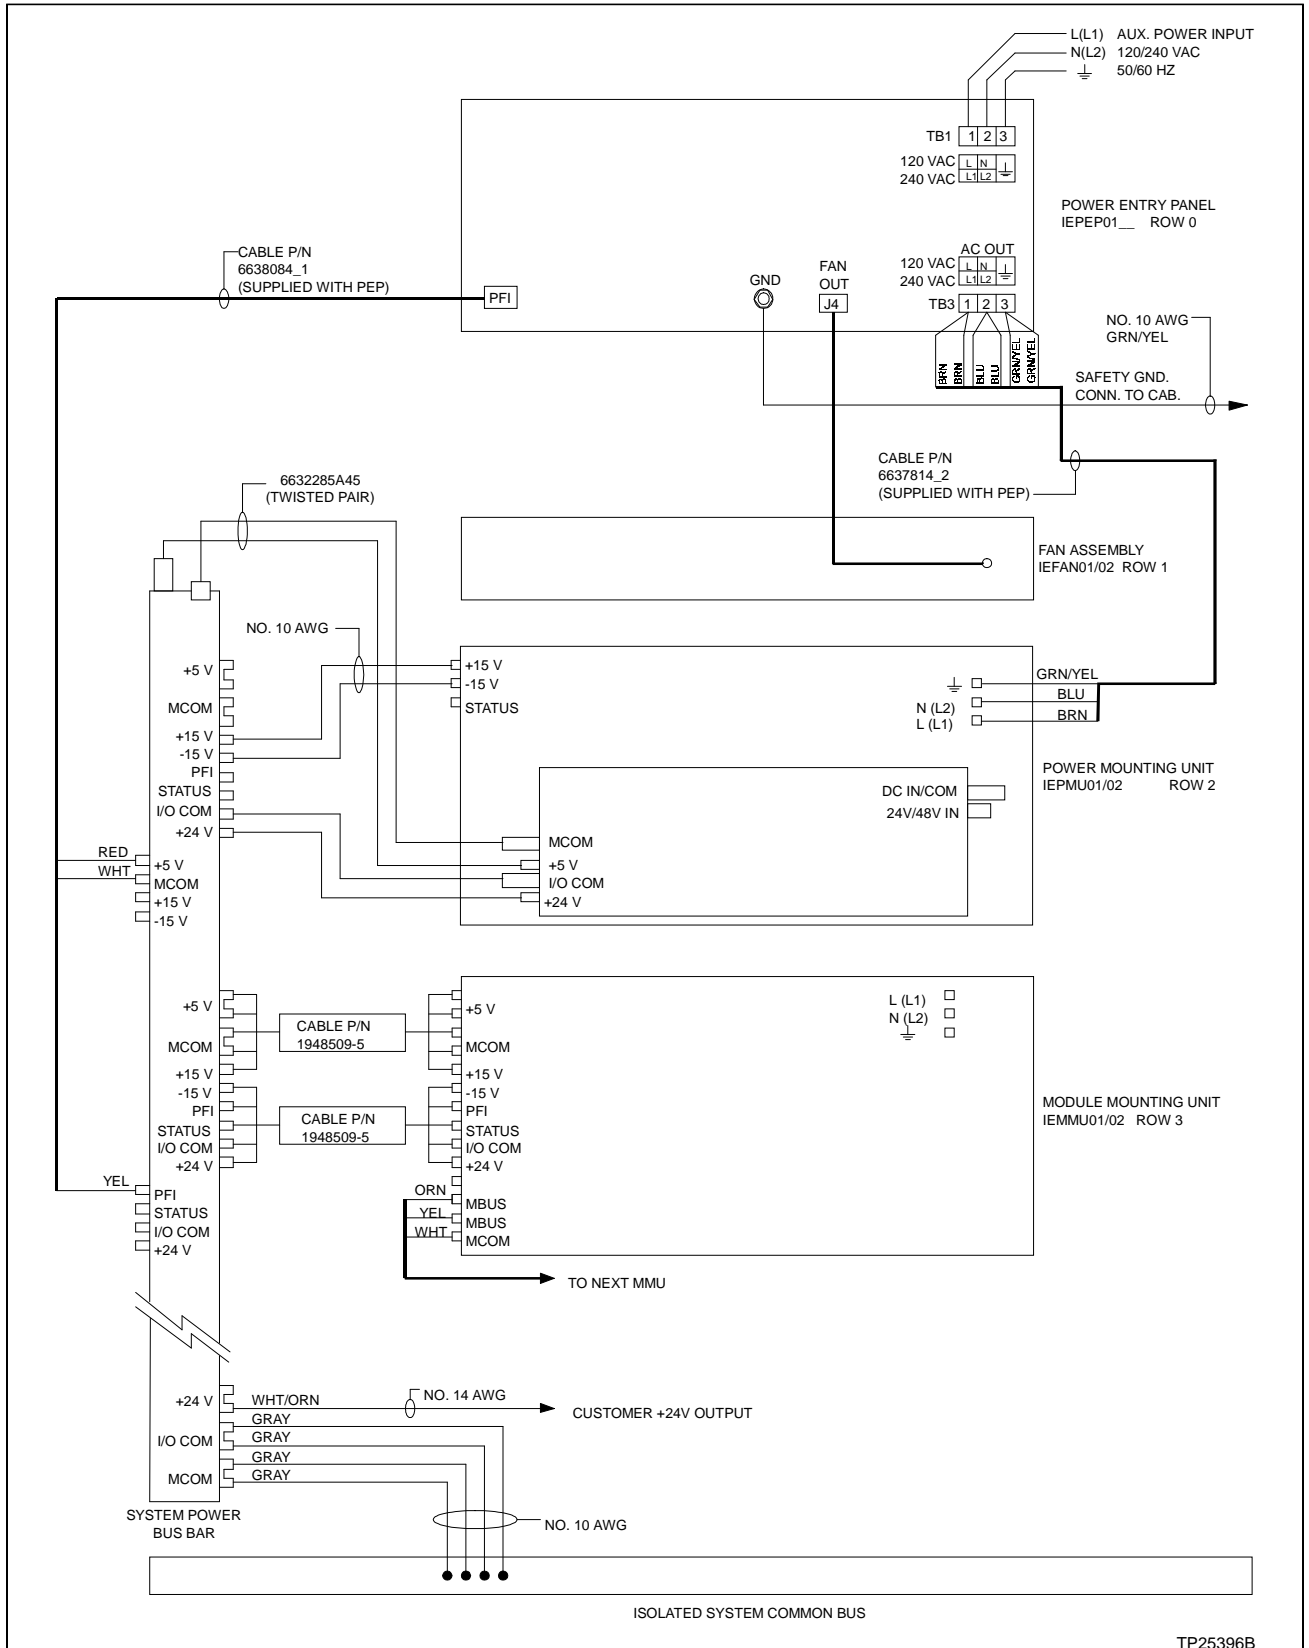 L(L1) AUX. POWER INPUT
N(L2) 120/240 VAC
50/60 HZ
TB1 1 2 3
120 VAC L N
240 VAC L1 L2
POWER ENTRY PANEL
IEPEP01__ ROW 0
CABLE P/N
6638084_1
(SUPPLIED WITH PEP)
PFI
GND
FAN
OUT
J4
AC OUT
120 VAC L N
240 VAC L1 L2
TB3 1 2 3
BRN
BRN
BLU
BLU
GRN/YEL
GRN/YEL
NO. 10 AWG
GRN/YEL
SAFETY GND.
CONN. TO CAB.
CABLE P/N
6637814_2
(SUPPLIED WITH PEP)
6632285A45
(TWISTED PAIR)
FAN ASSEMBLY
IEFAN01/02 ROW 1
NO. 10 AWG
+5 V
MCOM
+15 V
-15 V
PFI
STATUS
I/O COM
+24 V
+15 V
-15 V
STATUS
N (L2)
L (L1)
GRN/YEL
BLU
BRN
POWER MOUNTING UNIT
IEPMU01/02 ROW 2
DC IN/COM
24V/48V IN
MCOM
+5 V
I/O COM
+24 V
RED
WHT
+5 V
MCOM
+15 V
-15 V
+5 V
MCOM
+15 V
-15 V
PFI
STATUS
I/O COM
+24 V
CABLE P/N
1948509-5
CABLE P/N
1948509-5
+5 V
MCOM
+15 V
-15 V
PFI
STATUS
I/O COM
+24 V
MBUS
MBUS
MCOM
ORN
YEL
WHT
L (L1)
N (L2)
MODULE MOUNTING UNIT
IEMMU01/02 ROW 3
TO NEXT MMU
YEL
PFI
STATUS
I/O COM
+24 V
+24 V
I/O COM
MCOM
WHT/ORN
GRAY
GRAY
GRAY
GRAY
NO. 14 AWG
CUSTOMER +24V OUTPUT
SYSTEM POWER
BUS BAR
NO. 10 AWG
ISOLATED SYSTEM COMMON BUS
TP25396B